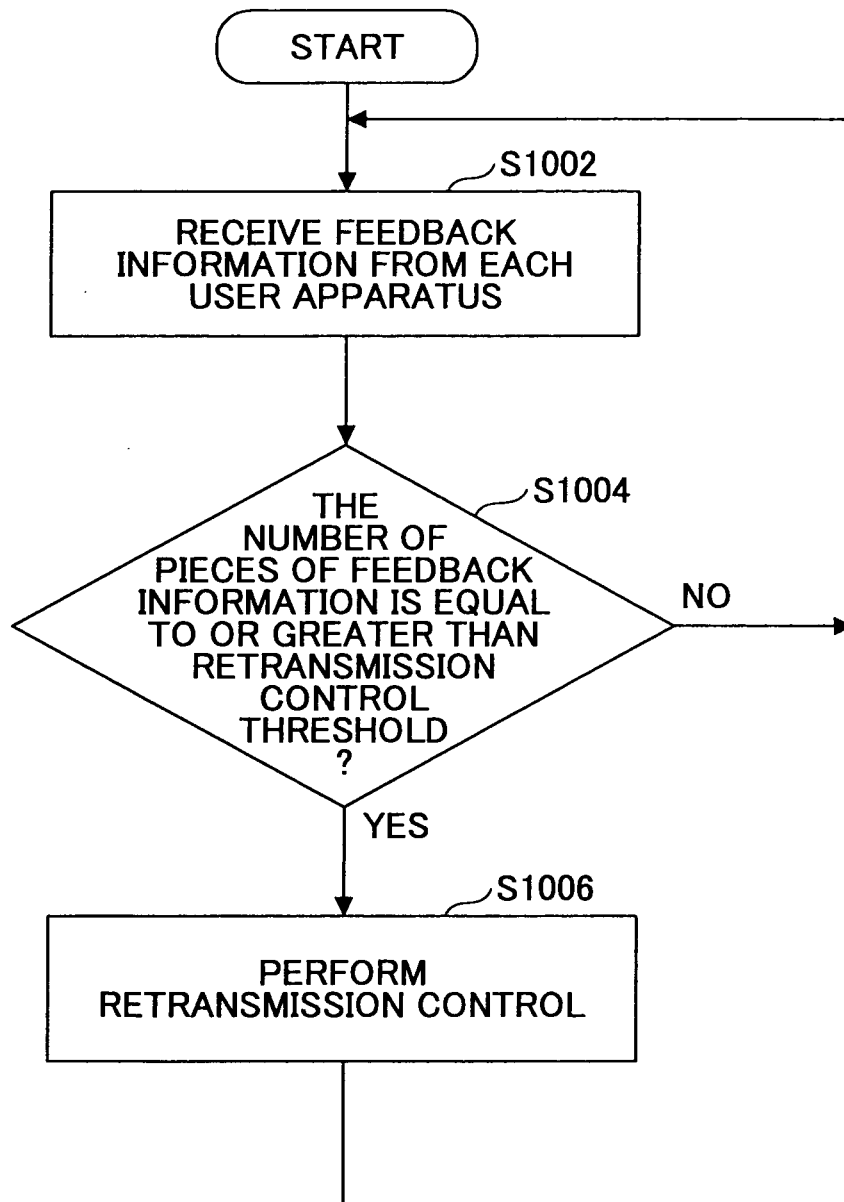 START
S1002
RECEIVE FEEDBACK
INFORMATION FROM EACH
USER APPARATUS
S1004
THE
NUMBER OF
PIECES OF FEEDBACK
INFORMATION IS EQUAL
TO OR GREATER THAN
RETRANSMISSION
CONTROL
THRESHOLD
?
NO
YES
S1006
PERFORM
RETRANSMISSION CONTROL